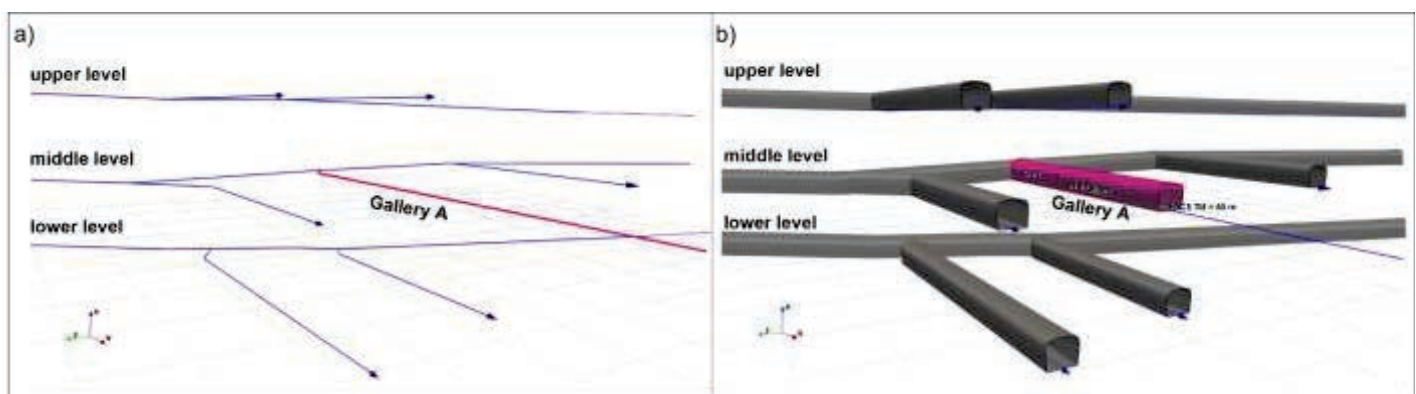 a)
upper level
middle level
Gallery A
lower level
b)
upper level
middle level
Gallery A
lower level